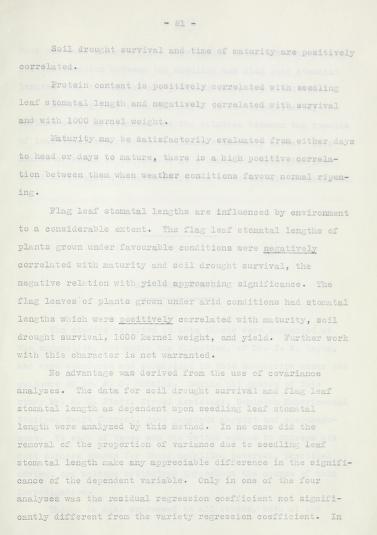 - 81 -
Soil drought survival and time of maturity are positively
correlated.
Protein content is positively correlated with seedling
leaf stomatal length and negatively correlated with survival
and with 1000 kernel weight.
Maturity may be satisfactorily evaluated from either days
to head or days to mature, there is a high positive correla-
tion between them when weather conditions favour normal ripen-
ing.
Flag leaf stomatal lengths are influenced by environment
to a considerable extent. The flag leaf stomatal lengths of
plants grown under favourable conditions were negatively
correlated with maturity and soil drought survival, the
negative relation with yield approaching significance. The
flag leaves of plants grown under arid conditions had stomatal
lengths which were positively correlated with maturity, soil
drought survival, 1000 kernel weight, and yield. Further work
with this character is not warranted.
No advantage was derived from the use of covariance
analyses. The data for soil drought survival and flag leaf
stomatal length as dependent upon seedling leaf stomatal
length were analyzed by this method. In no case did the
removal of the proportion of variance due to seedling leaf
stomatal length make any appreciable difference in the signifi-
cance of the dependent variable. Only in one of the four
analyses was the residual regression coefficient not signifi-
cantly different from the variety regression coefficient. In